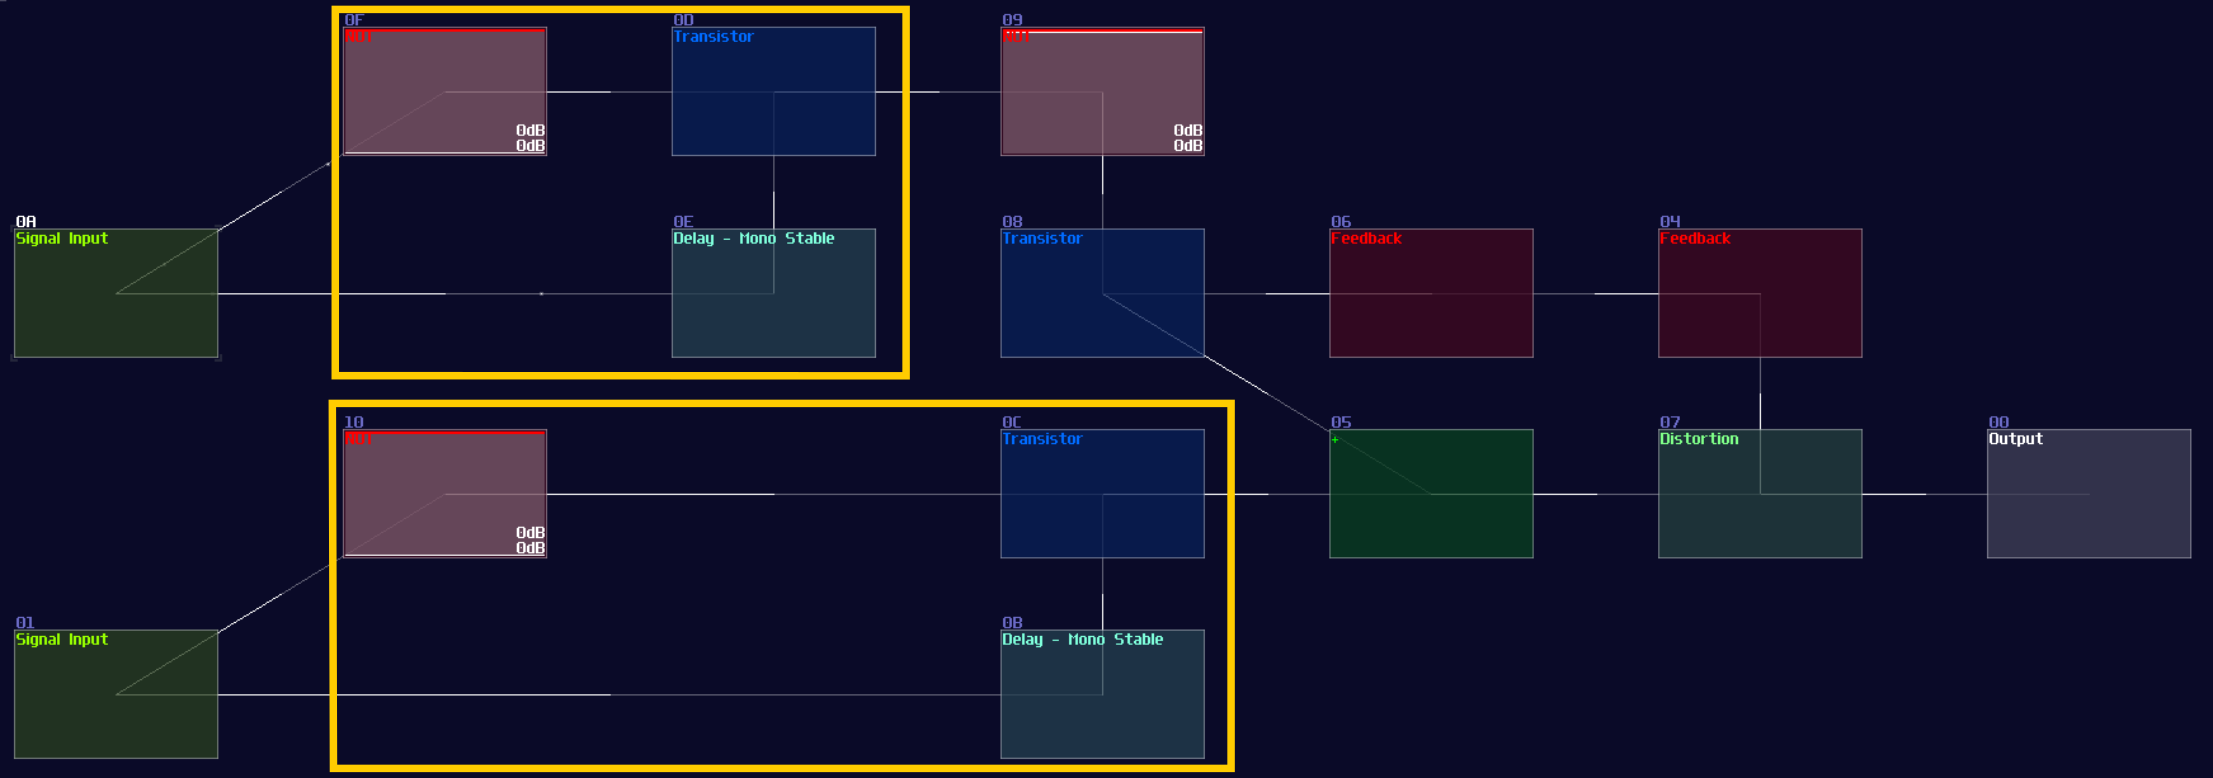 0F
NOT
0dB
0dB
0D
Transistor
09
NOT
0dB
0dB
0A
Signal Input
0E
Delay - Mono Stable
08
Transistor
06
Feedback
04
Feedback
10
NOT
0dB
0dB
0C
Transistor
05
+
07
Distortion
00
Output
01
Signal Input
0B
Delay - Mono Stable